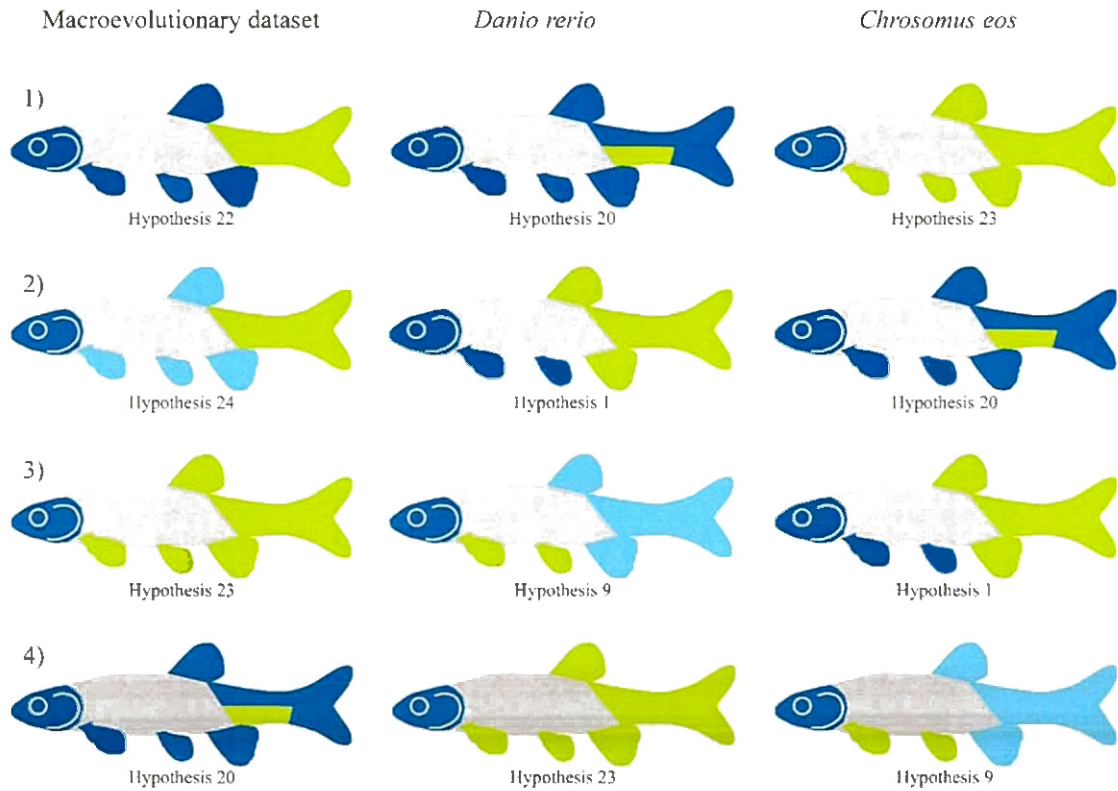 Macroevolutionary dataset Danio rerio Chrosomus eos
1)
Hypothesis 22 Hypothesis 20 Hypothesis 23
2)
Hypothesis 24 Hypothesis 1 Hypothesis 20
3)
Hypothesis 23 Hypothesis 9 Hypothesis 1
4)
Hypothesis 20 Hypothesis 23 Hypothesis 9